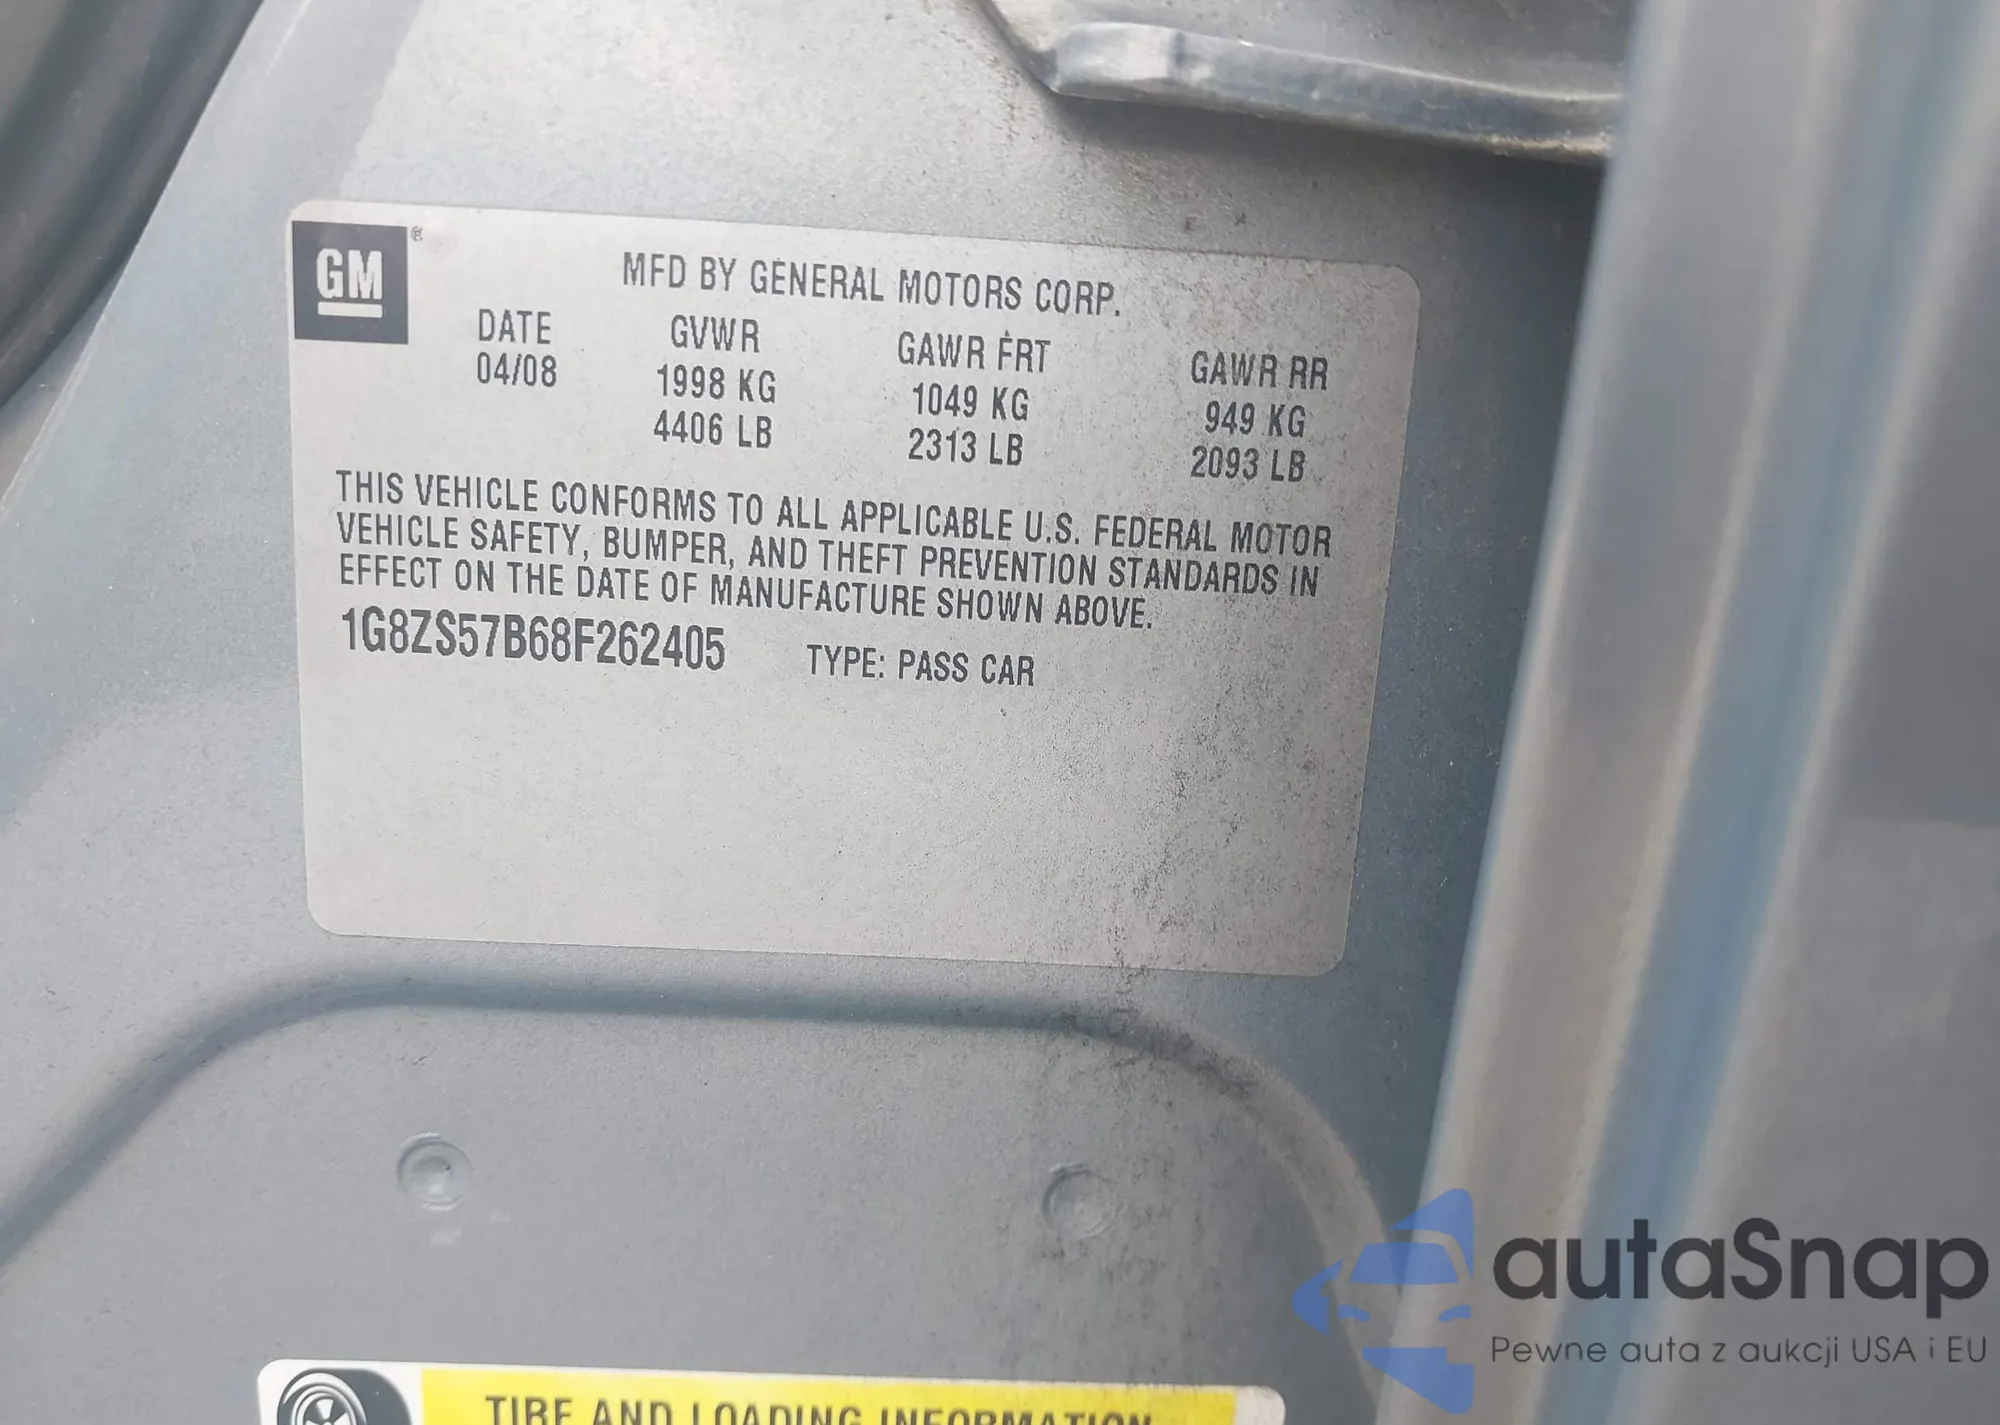 GM ®
MFD BY GENERAL MOTORS CORP.
DATE GVWR GAWR FRT GAWR RR
04/08 1998 KG 1049 KG 949 KG
4406 LB 2313 LB 2093 LB
THIS VEHICLE CONFORMS TO ALL APPLICABLE U.S. FEDERAL MOTOR
VEHICLE SAFETY, BUMPER, AND THEFT PREVENTION STANDARDS IN
EFFECT ON THE DATE OF MANUFACTURE SHOWN ABOVE.
1G8ZS57B68F262405 TYPE: PASS CAR
autaSnap
Pewne auta z aukcji USA i EU
TIRE AND LOADING INFORMATION